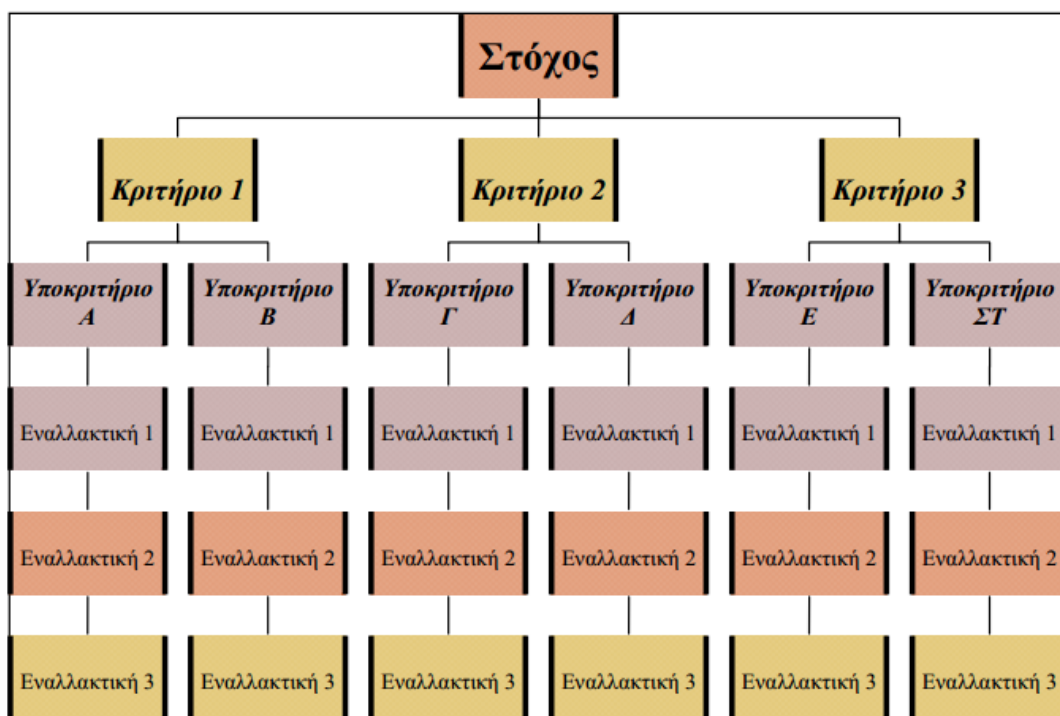 Στόχος
Κριτήριο 1
Κριτήριο 2
Κριτήριο 3
Υποκριτήριο
Α
Υποκριτήριο
Β
Υποκριτήριο
Γ
Υποκριτήριο
Δ
Υποκριτήριο
Ε
Υποκριτήριο
ΣΤ
Εναλλακτική 1
Εναλλακτική 1
Εναλλακτική 1
Εναλλακτική 1
Εναλλακτική 1
Εναλλακτική 1
Εναλλακτική 2
Εναλλακτική 2
Εναλλακτική 2
Εναλλακτική 2
Εναλλακτική 2
Εναλλακτική 2
Εναλλακτική 3
Εναλλακτική 3
Εναλλακτική 3
Εναλλακτική 3
Εναλλακτική 3
Εναλλακτική 3